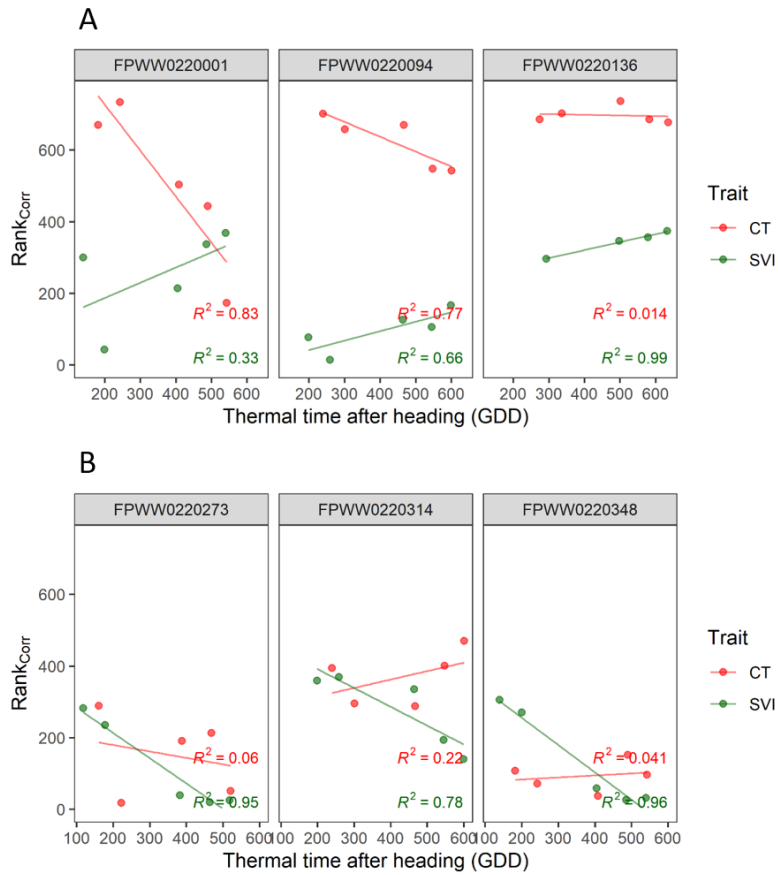 A
FPWW0220001 FPWW0220094 FPWW0220136
600
400
200
0
R² = 0.83 R² = 0.77 R² = 0.014
R² = 0.33 R² = 0.66 R² = 0.99
200 300 400 500 600 200 300 400 500 600 200 300 400 500 600
Rank_Corr
Thermal time after heading (GDD)
Trait
CT
SVI
B
FPWW0220273 FPWW0220314 FPWW0220348
600
400
200
0
R² = 0.06 R² = 0.22 R² = 0.041
R² = 0.95 R² = 0.78 R² = 0.96
100 200 300 400 500 600 100 200 300 400 500 600 100 200 300 400 500 600
Rank_Corr
Thermal time after heading (GDD)
Trait
CT
SVI